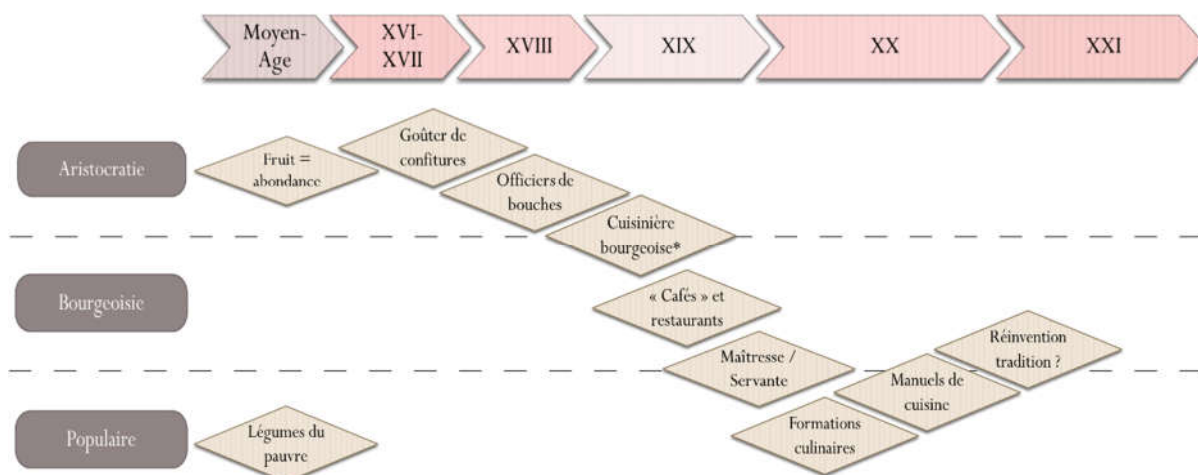 Moyen-
Age
XVI-
XVII
XVIII
XIX
XX
XXI
Aristocratie
Fruit =
abondance
Goûter de
confitures
Officiers de
bouches
Cuisinière
bourgeoise*
Bourgeoisie
« Cafés » et
restaurants
Maîtresse /
Servante
Réinvention
tradition ?
Manuels de
cuisine
Populaire
Légumes du
pauvre
Formations
culinaires